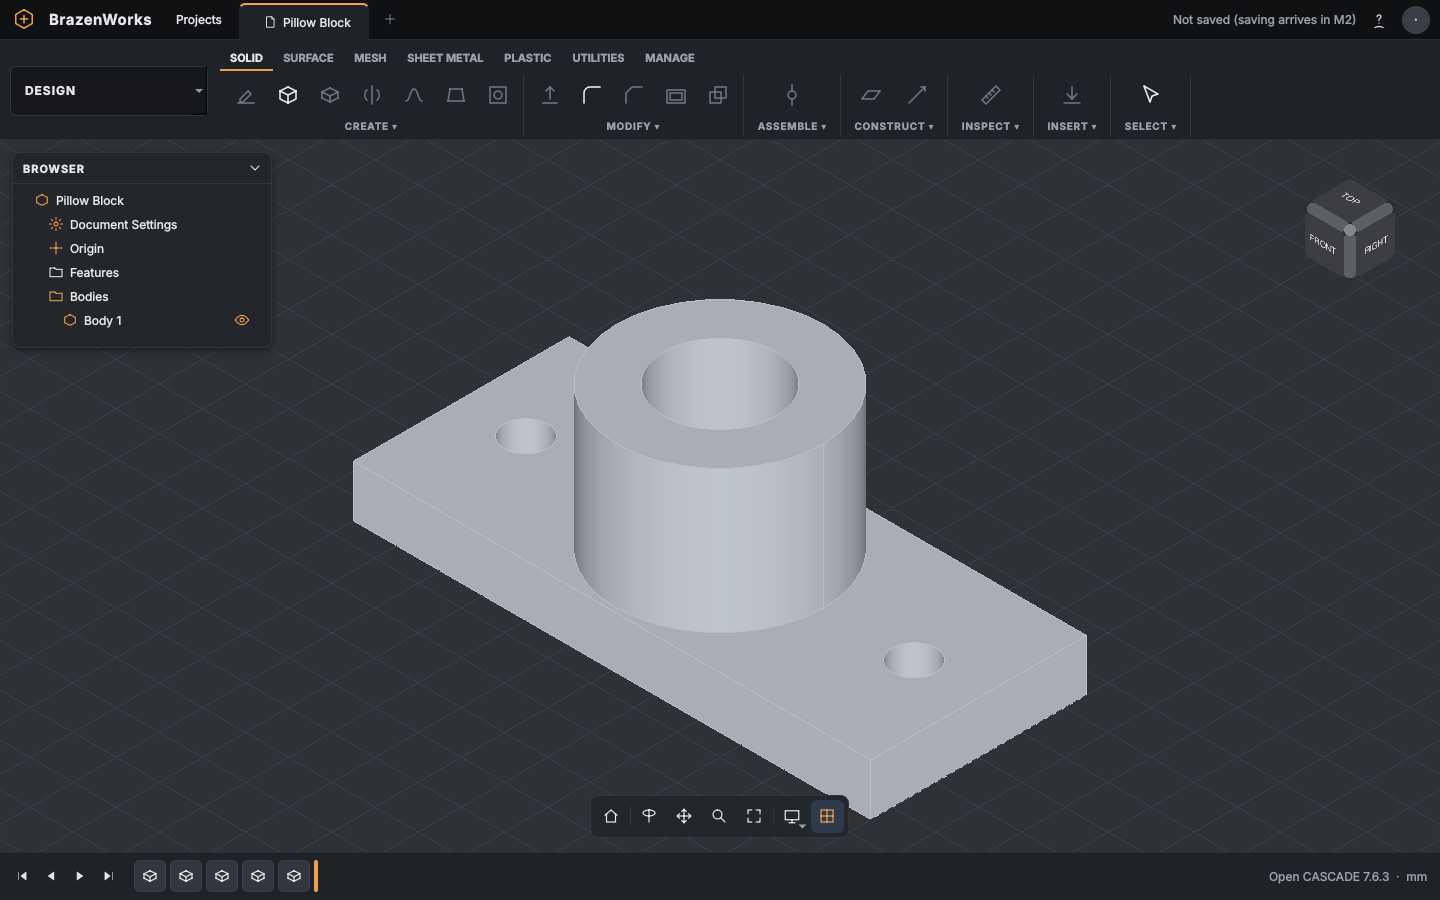 BrazenWorks
Projects
Pillow Block
Not saved (saving arrives in M2)
DESIGN
SOLID SURFACE MESH SHEET METAL PLASTIC UTILITIES MANAGE
CREATE MODIFY ASSEMBLE CONSTRUCT INSPECT INSERT SELECT
BROWSER
Pillow Block
Document Settings
Origin
Features
Bodies
Body 1
TOP
FRONT
RIGHT
Open CASCADE 7.6.3 · mm